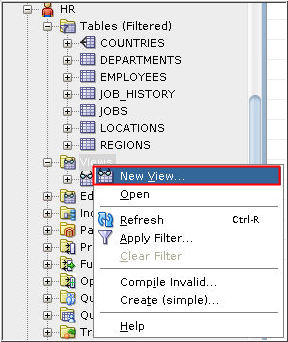 HR
Tables (Filtered)
COUNTRIES
DEPARTMENTS
EMPLOYEES
JOB_HISTORY
JOBS
LOCATIONS
REGIONS
Views
New View...
Open
Ed
Refresh Ctrl-R
Ind
Apply Filter...
Pa
Clear Filter
Pr
Fu
Compile Invalid...
Op
Create (simple)...
Qu
Qu
Help
Tr